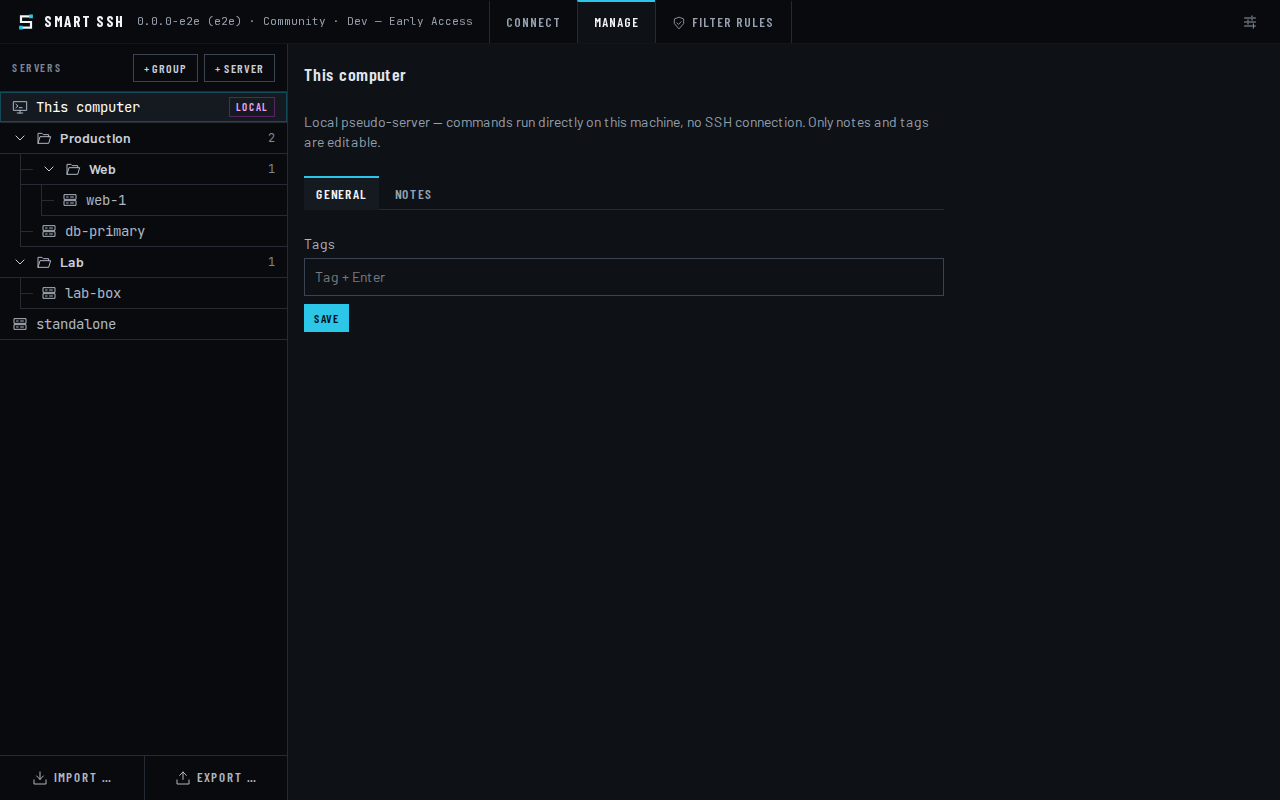 SMART SSH 0.0.0-e2e (e2e) · Community · Dev — Early Access CONNECT MANAGE FILTER RULES
SERVERS + GROUP + SERVER
This computer LOCAL
Production 2
Web 1
web-1
db-primary
Lab 1
lab-box
standalone
IMPORT ... EXPORT ...
This computer
Local pseudo-server — commands run directly on this machine, no SSH connection. Only notes and tags
are editable.
GENERAL NOTES
Tags
Tag + Enter
SAVE